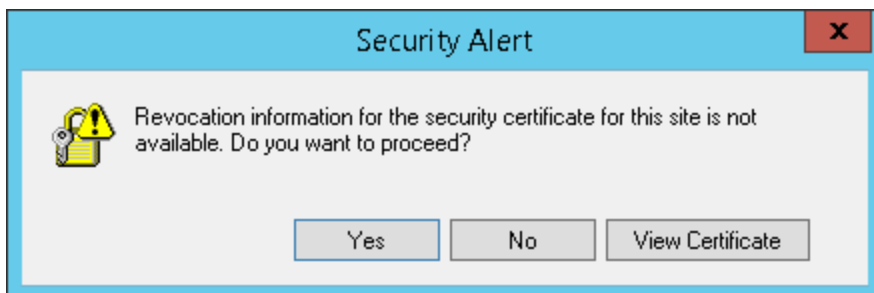 Security Alert
x
Revocation information for the security certificate for this site is not
available. Do you want to proceed?
Yes
No
View Certificate